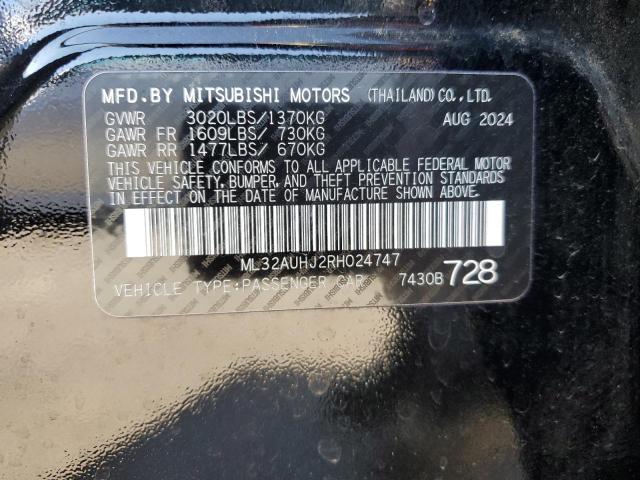 MFD.BY MITSUBISHI MOTORS (THAILAND)CO.,LTD.
GVWR 3020LBS/1370KG AUG 2024
GAWR FR 1609LBS/ 730KG
GAWR RR 1477LBS/ 670KG
THIS VEHICLE CONFORMS TO ALL APPLICABLE FEDERAL MOTOR
VEHICLE SAFETY, BUMPER, AND THEFT PREVENTION STANDARDS
IN EFFECT ON THE DATE OF MANUFACTURE SHOWN ABOVE.
ML32AUHJ2RH024747
VEHICLE TYPE:PASSENGER CAR 7430B 728